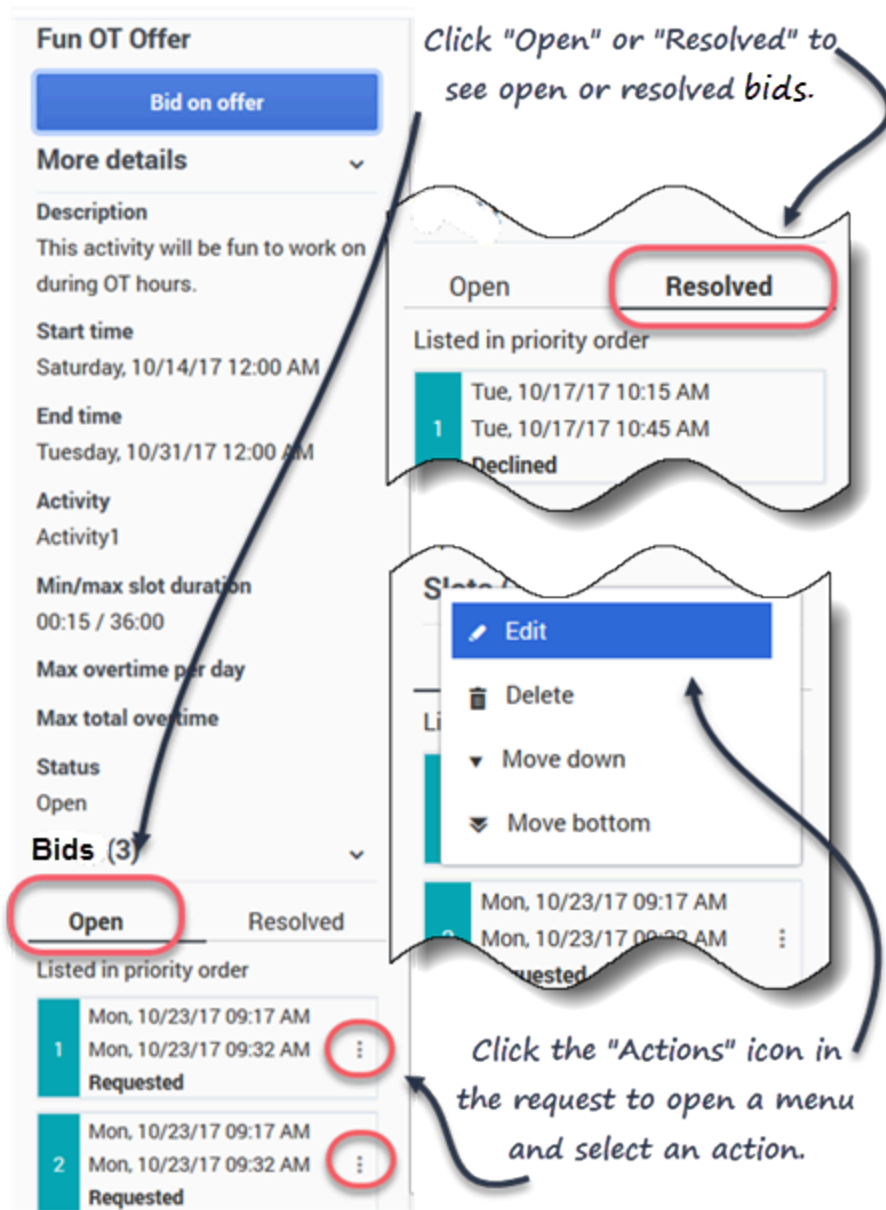 Fun OT Offer
Bid on offer
More details
Description
This activity will be fun to work on
during OT hours.
Start time
Saturday, 10/14/17 12:00 AM
End time
Tuesday, 10/31/17 12:00 AM
Activity
Activity1
Min/max slot duration
00:15 / 36:00
Max overtime per day
Max total overtime
Status
Open
Bids (3)
Open Resolved
Listed in priority order
1
Mon, 10/23/17 09:17 AM
Mon, 10/23/17 09:32 AM
Requested
2
Mon, 10/23/17 09:17 AM
Mon, 10/23/17 09:32 AM
Requested
Click "Open" or "Resolved" to
see open or resolved bids.
Open Resolved
Listed in priority order
1
Tue, 10/17/17 10:15 AM
Tue, 10/17/17 10:45 AM
Declined
Edit
Delete
Move down
Move bottom
Mon, 10/23/17 09:17 AM
Mon, 10/23/17 09:32 AM
Click the "Actions" icon in
the request to open a menu
and select an action.